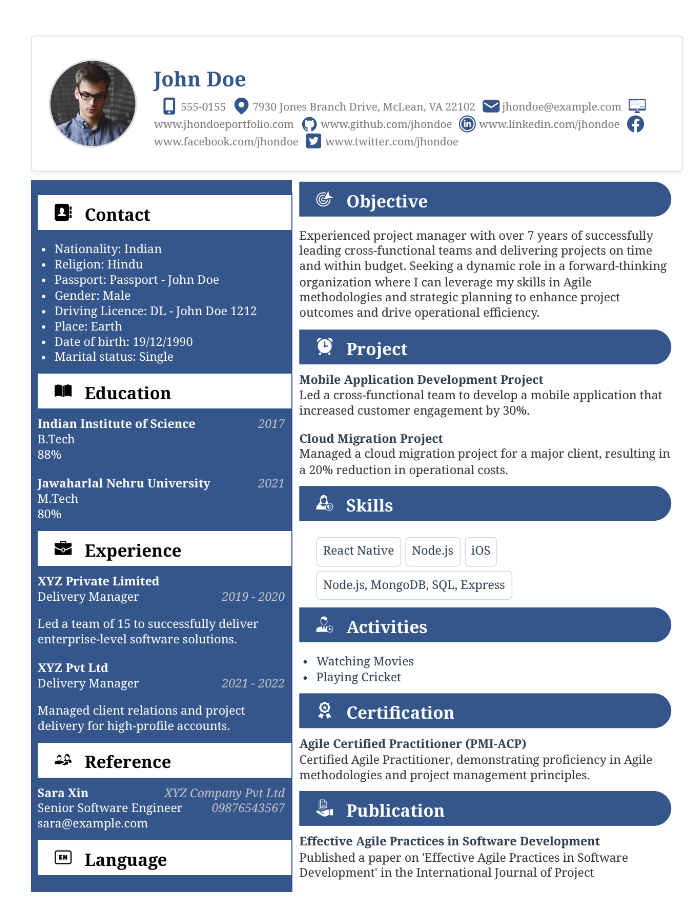 John Doe
555-0155 7930 Jones Branch Drive, McLean, VA 22102 jhondoe@example.com
www.jhondoeportfolio.com www.github.com/jhondoe www.linkedin.com/jhondoe
www.facebook.com/jhondoe www.twitter.com/jhondoe
Contact
• Nationality: Indian
• Religion: Hindu
• Passport: Passport - John Doe
• Gender: Male
• Driving Licence: DL - John Doe 1212
• Place: Earth
• Date of birth: 19/12/1990
• Marital status: Single
Education
Indian Institute of Science 2017
B.Tech
88%
Jawaharlal Nehru University 2021
M.Tech
80%
Experience
XYZ Private Limited
Delivery Manager 2019 - 2020
Led a team of 15 to successfully deliver
enterprise-level software solutions.
XYZ Pvt Ltd
Delivery Manager 2021 - 2022
Managed client relations and project
delivery for high-profile accounts.
Reference
Sara Xin XYZ Company Pvt Ltd
Senior Software Engineer 09876543567
sara@example.com
EN Language
Objective
Experienced project manager with over 7 years of successfully
leading cross-functional teams and delivering projects on time
and within budget. Seeking a dynamic role in a forward-thinking
organization where I can leverage my skills in Agile
methodologies and strategic planning to enhance project
outcomes and drive operational efficiency.
Project
Mobile Application Development Project
Led a cross-functional team to develop a mobile application that
increased customer engagement by 30%.
Cloud Migration Project
Managed a cloud migration project for a major client, resulting in
a 20% reduction in operational costs.
Skills
React Native Node.js iOS
Node.js, MongoDB, SQL, Express
Activities
• Watching Movies
• Playing Cricket
Certification
Agile Certified Practitioner (PMI-ACP)
Certified Agile Practitioner, demonstrating proficiency in Agile
methodologies and project management principles.
Publication
Effective Agile Practices in Software Development
Published a paper on 'Effective Agile Practices in Software
Development' in the International Journal of Project